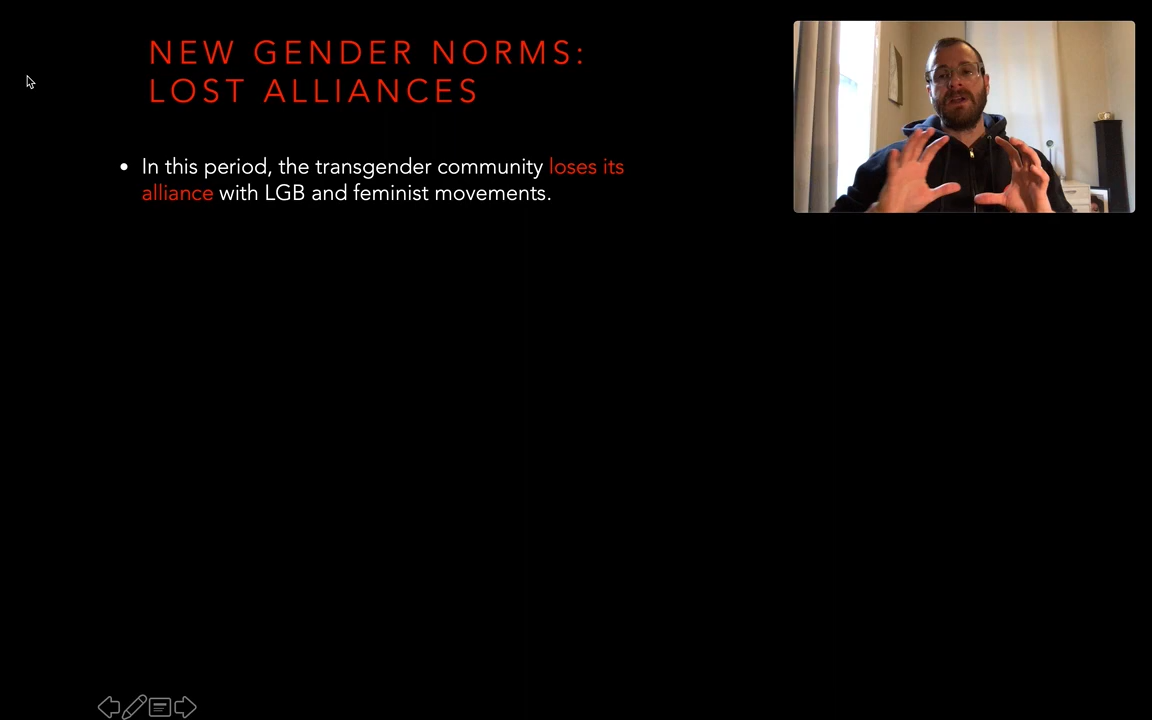 NEW GENDER NORMS:
LOST ALLIANCES
• In this period, the transgender community loses its
alliance with LGB and feminist movements.